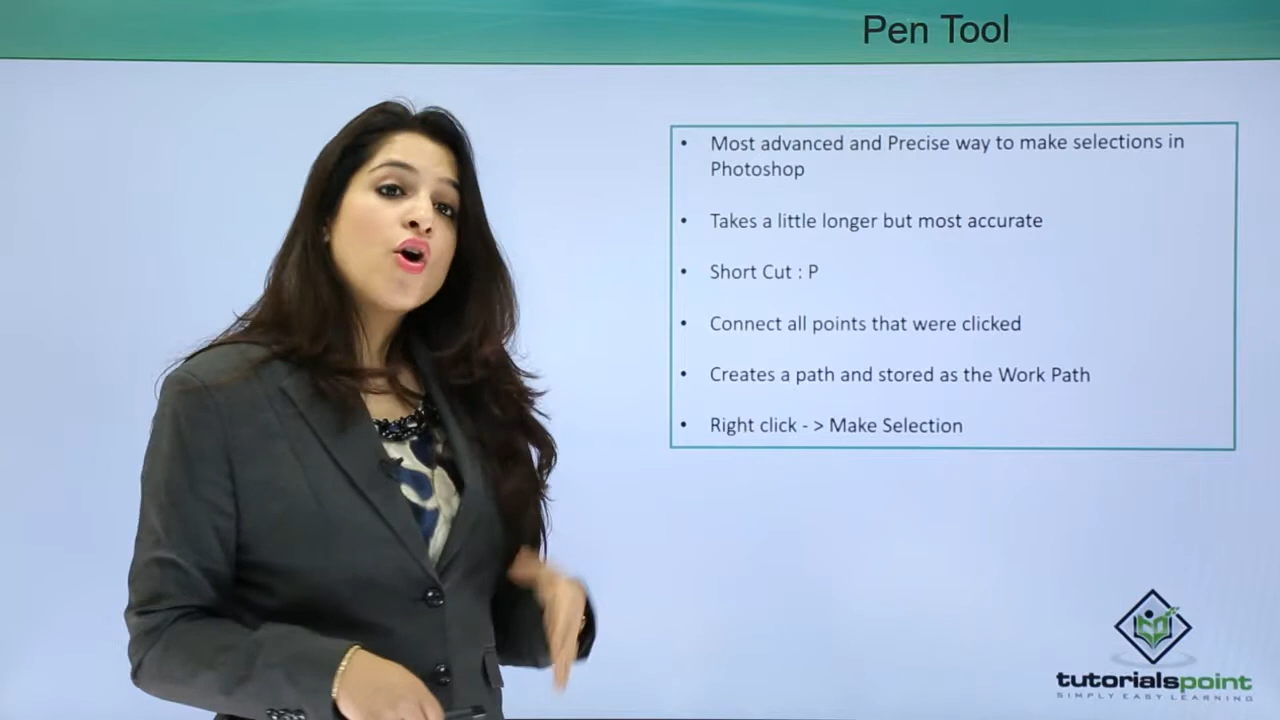 Pen Tool
• Most advanced and Precise way to make selections in
Photoshop
• Takes a little longer but most accurate
• Short Cut : P
• Connect all points that were clicked
• Creates a path and stored as the Work Path
• Right click - > Make Selection
tutorialspoint
SIMPLY EASY LEARNING